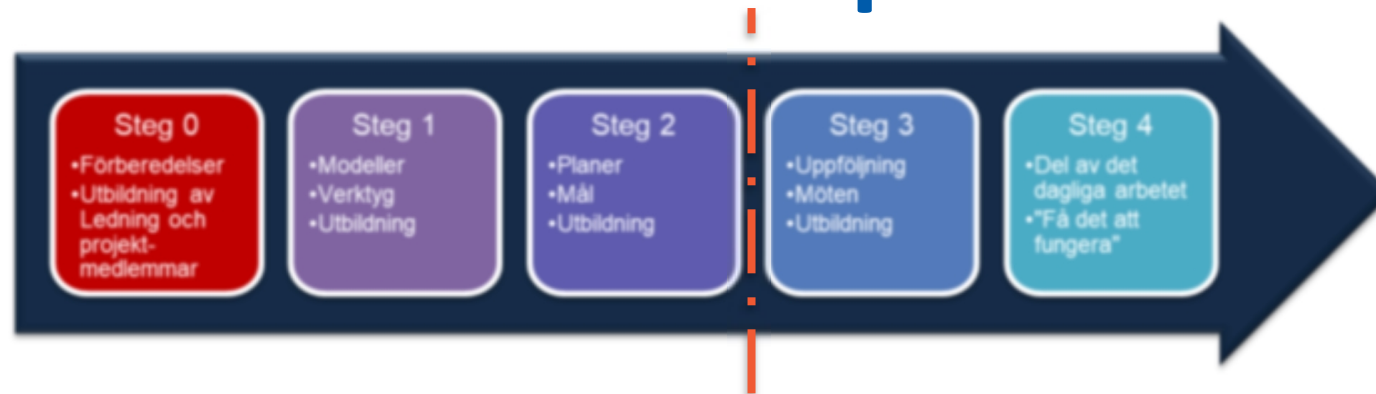 Steg 0
•Förberedelser
•Utbildning av
Ledning och
projekt-
medlemmar
Steg 1
•Modeller
•Verktyg
•Utbildning
Steg 2
•Planer
•Mål
•Utbildning
Steg 3
•Uppföljning
•Möten
•Utbildning
Steg 4
•Del av det
dagliga arbetet
•"Få det att
fungera"